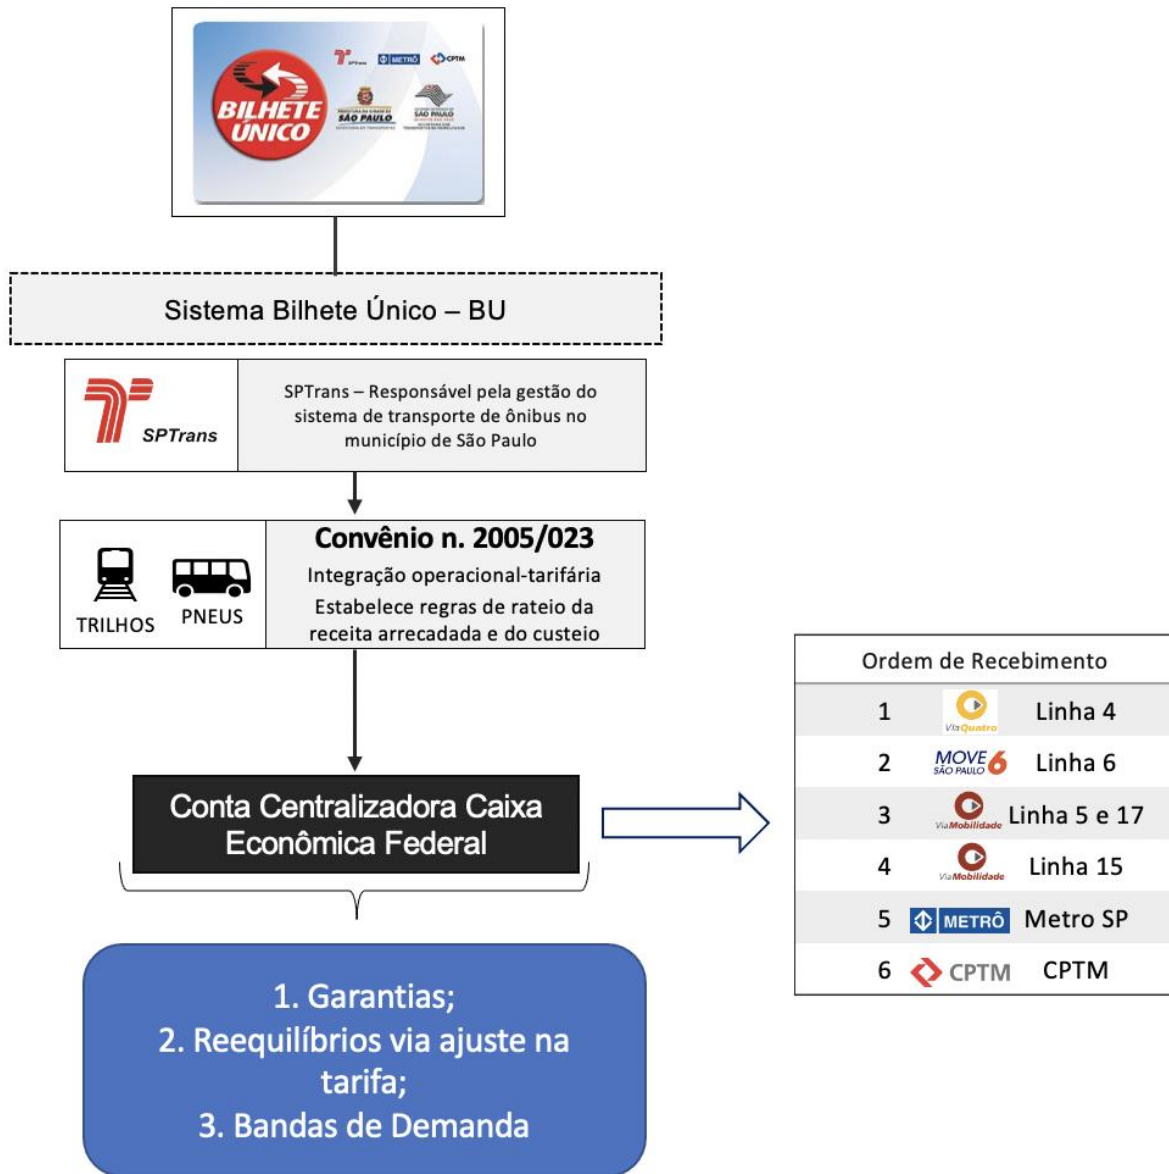 SPTrans METRÔ CPTM
BILHETE
ÚNICO
SÃO PAULO
SÃO PAULO
Sistema Bilhete Único – BU
SPTrans
SPTrans – Responsável pela gestão do
sistema de transporte de ônibus no
município de São Paulo
TRILHOS
PNEUS
Convênio n. 2005/023
Integração operacional-tarifária
Estabelece regras de rateio da
receita arrecadada e do custeio
Conta Centralizadora Caixa
Econômica Federal
1. Garantias;
2. Reequilíbrios via ajuste na
tarifa;
3. Bandas de Demanda
Ordem de Recebimento
1 ViaQuatro Linha 4
2 MOVE SÃO PAULO 6 Linha 6
3 ViaMobilidade Linha 5 e 17
4 ViaMobilidade Linha 15
5 METRÔ Metro SP
6 CPTM CPTM